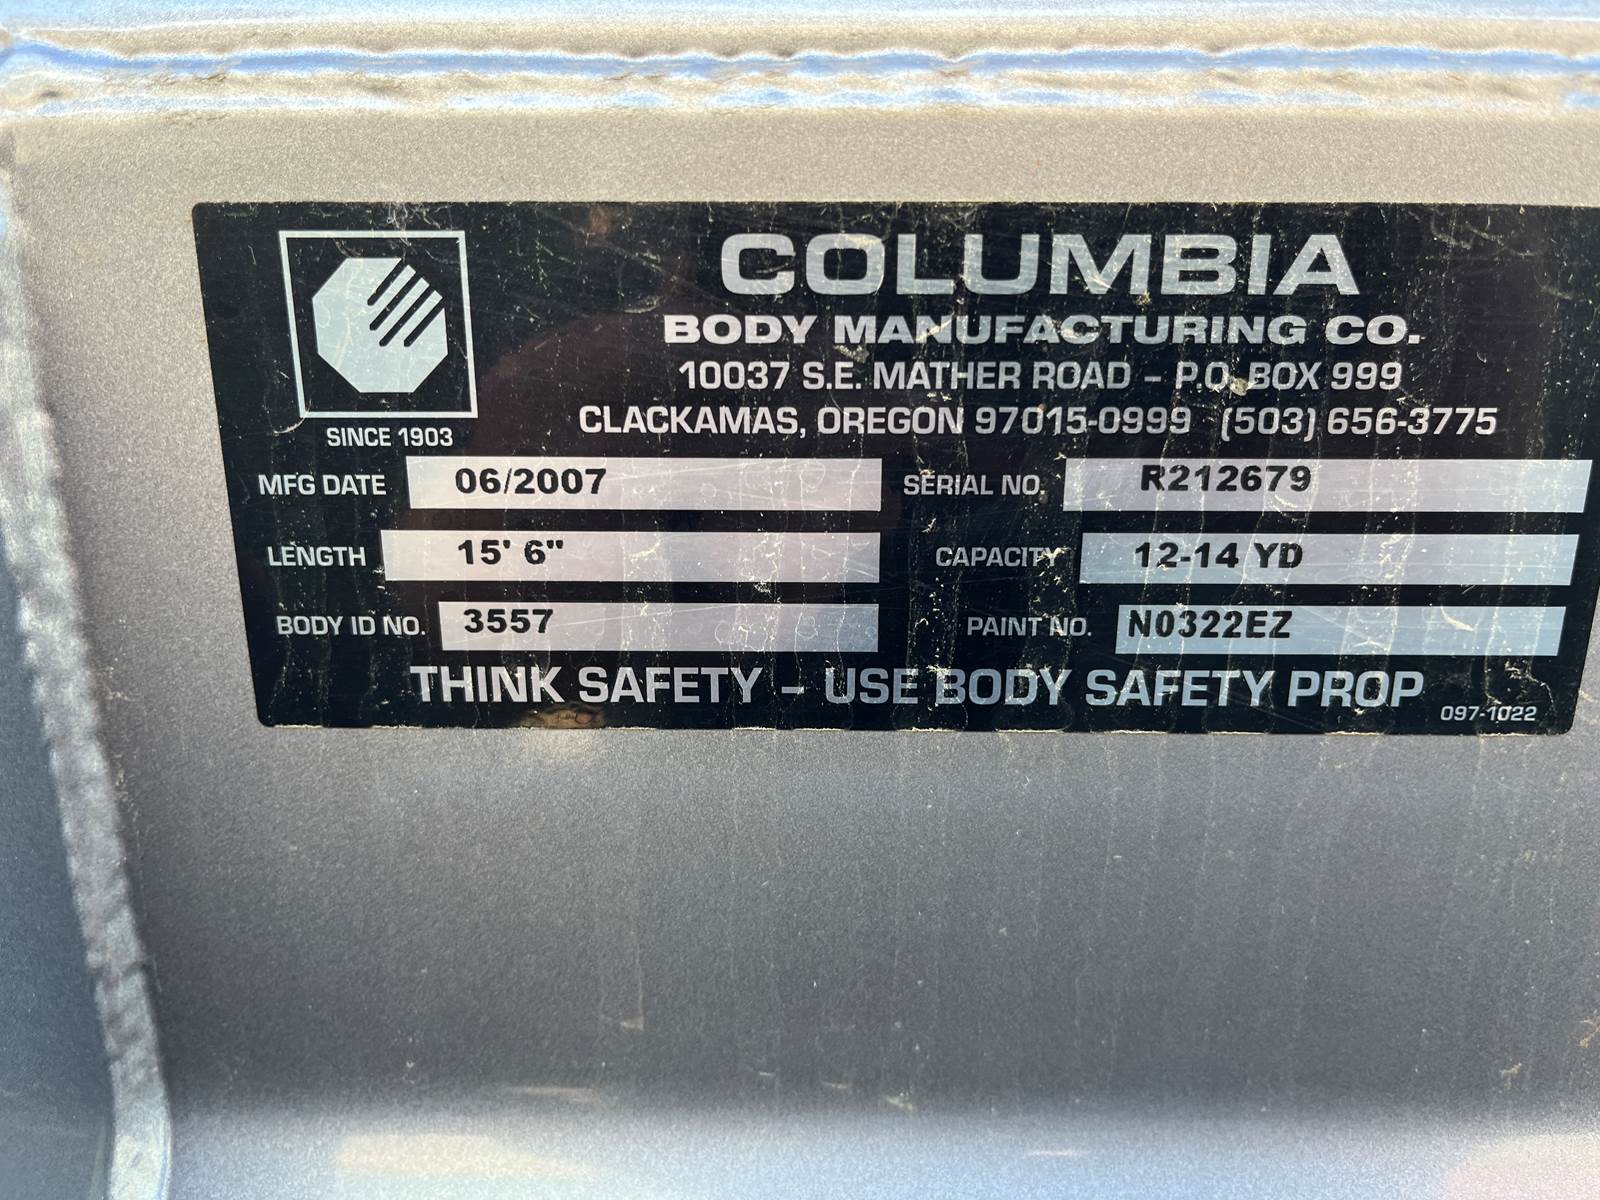 COLUMBIA
BODY MANUFACTURING CO.
10037 S.E. MATHER ROAD – P.O. BOX 999
CLACKAMAS, OREGON 97015-0999 (503) 656-3775
SINCE 1903
MFG DATE 06/2007 SERIAL NO. R212679
LENGTH 15' 6" CAPACITY 12-14 YD
BODY ID NO. 3557 PAINT NO. N0322EZ
THINK SAFETY – USE BODY SAFETY PROP
097-1022